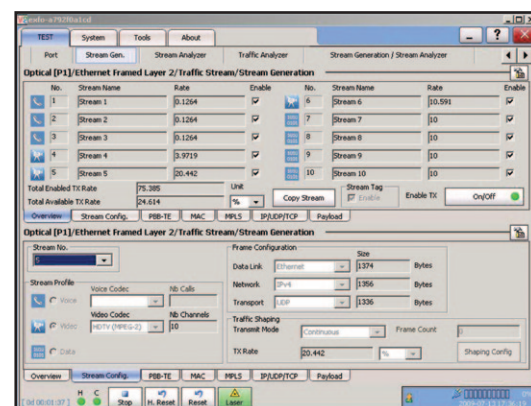 TEST System Tools About
Port Stream Gen. Stream Analyzer Traffic Analyzer Stream Generation / Stream Analyzer
Optical [P1]/Ethernet Framed Layer 2/Traffic Stream/Stream Generation
No. Stream Name Rate Enable No. Stream Name Rate Enable
1 Stream 1 0.1264 6 Stream 6 10.591
2 Stream 2 0.1264 7 Stream 7 10
3 Stream 3 0.1264 8 Stream 8 10
4 Stream 4 3.9719 9 Stream 9 10
5 Stream 5 20.442 10 Stream 10 10
Total Enabled TX Rate 75.385 Unit Stream Tag
Total Available TX Rate 24.614 % Copy Stream Enable Enable TX On/Off
Overview Stream Config. PBB-TE MAC MPLS IP/UDP/TCP Payload
Optical [P1]/Ethernet Framed Layer 2/Traffic Stream/Stream Generation
Stream No. Frame Configuration
5 Size
Data Link Ethernet 1374 Bytes
Stream Profile Network IPv4 1356 Bytes
Voice Codec Nb Calls
Voice Transport UDP 1336 Bytes
Video Codec Nb Channels Traffic Shaping
Video HDTV (MPEG-2) 10 Transmit Mode Continuous Frame Count 0
Data TX Rate 20.442 % Shaping Config
Overview Stream Config. PBB-TE MAC MPLS IP/UDP/TCP Payload
[ 0d 00:01:37 ] H C Stop H. Reset Reset Laser